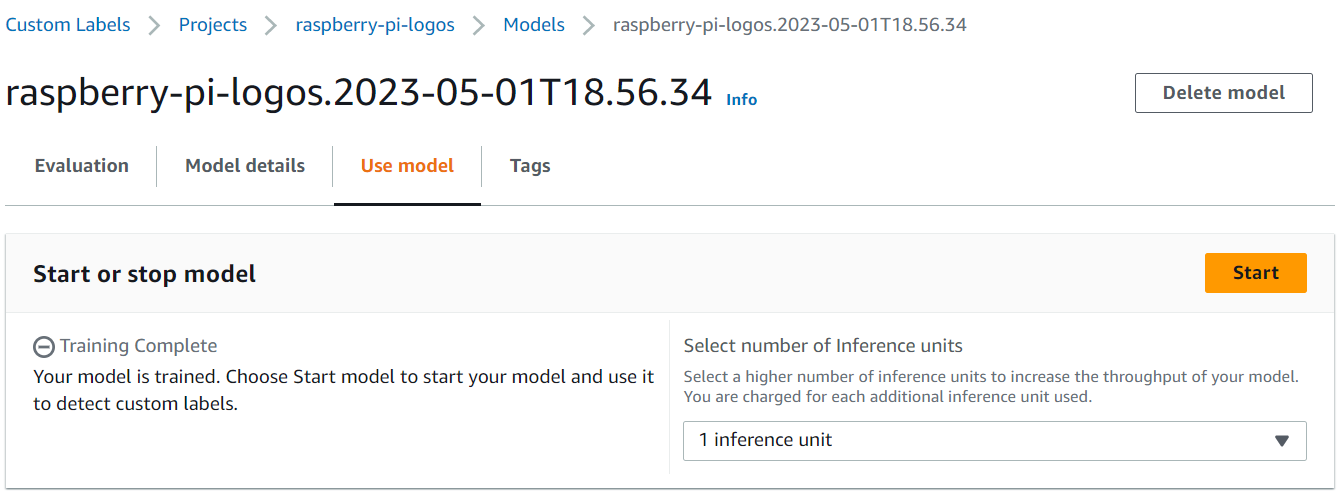 Custom Labels > Projects > raspberry-pi-logos > Models > raspberry-pi-logos.2023-05-01T18.56.34
raspberry-pi-logos.2023-05-01T18.56.34 Info
Delete model
Evaluation Model details Use model Tags
Start or stop model
Start
Training Complete
Your model is trained. Choose Start model to start your model and use it
to detect custom labels.
Select number of Inference units
Select a higher number of inference units to increase the throughput of your model.
You are charged for each additional inference unit used.
1 inference unit